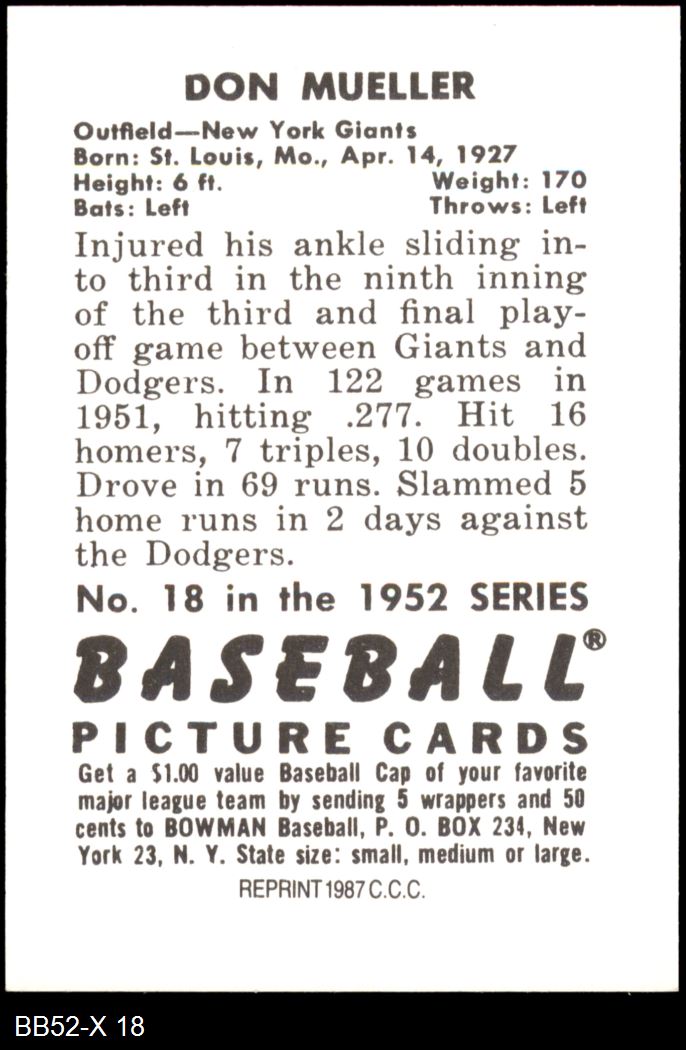 DON MUELLER
Outfield—New York Giants
Born: St. Louis, Mo., Apr. 14, 1927
Height: 6 ft. Weight: 170
Bats: Left Throws: Left
Injured his ankle sliding in-
to third in the ninth inning
of the third and final play-
off game between Giants and
Dodgers. In 122 games in
1951, hitting .277. Hit 16
homers, 7 triples, 10 doubles.
Drove in 69 runs. Slammed 5
home runs in 2 days against
the Dodgers.
No. 18 in the 1952 SERIES
BASEBALL®
PICTURE CARDS
Get a $1.00 value Baseball Cap of your favorite
major league team by sending 5 wrappers and 50
cents to BOWMAN Baseball, P. O. BOX 234, New
York 23, N. Y. State size: small, medium or large.
REPRINT 1987 C.C.C.
BB52-X 18